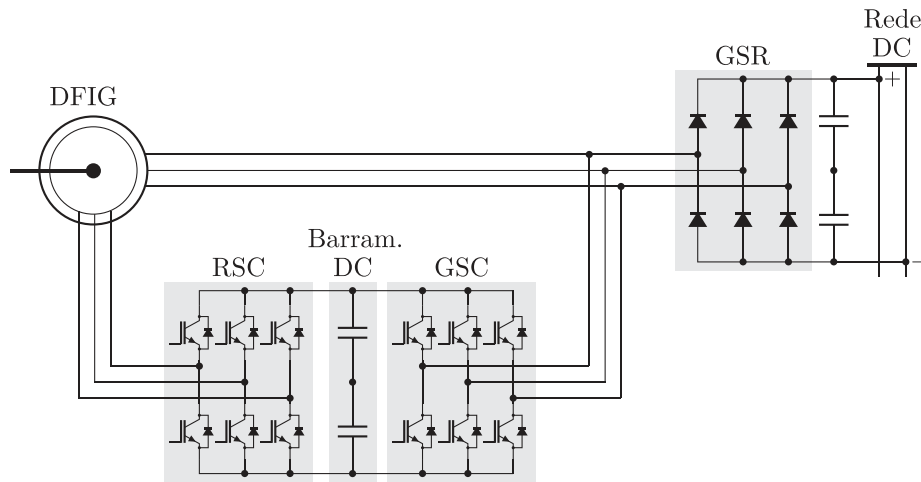 Rede
DC
GSR
+
DFIG
Barram.
DC
RSC
GSC
−